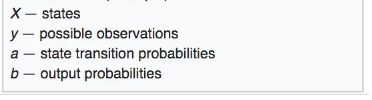 X — states
y — possible observations
a — state transition probabilities
b — output probabilities